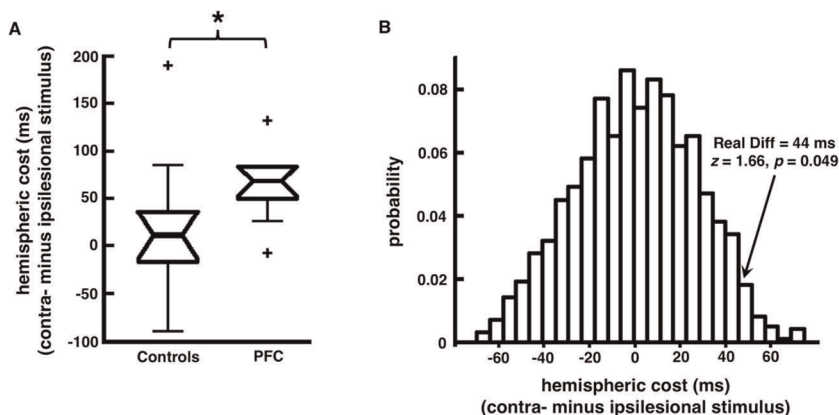 A
*
hemispheric cost (ms)
(contra- minus ipsilesional stimulus)
200
150
100
50
0
-50
-100
Controls PFC
B
probability
0.08
0.06
0.04
0.02
0
Real Diff = 44 ms
z = 1.66, p = 0.049
-60 -40 -20 0 20 40 60
hemispheric cost (ms)
(contra- minus ipsilesional stimulus)